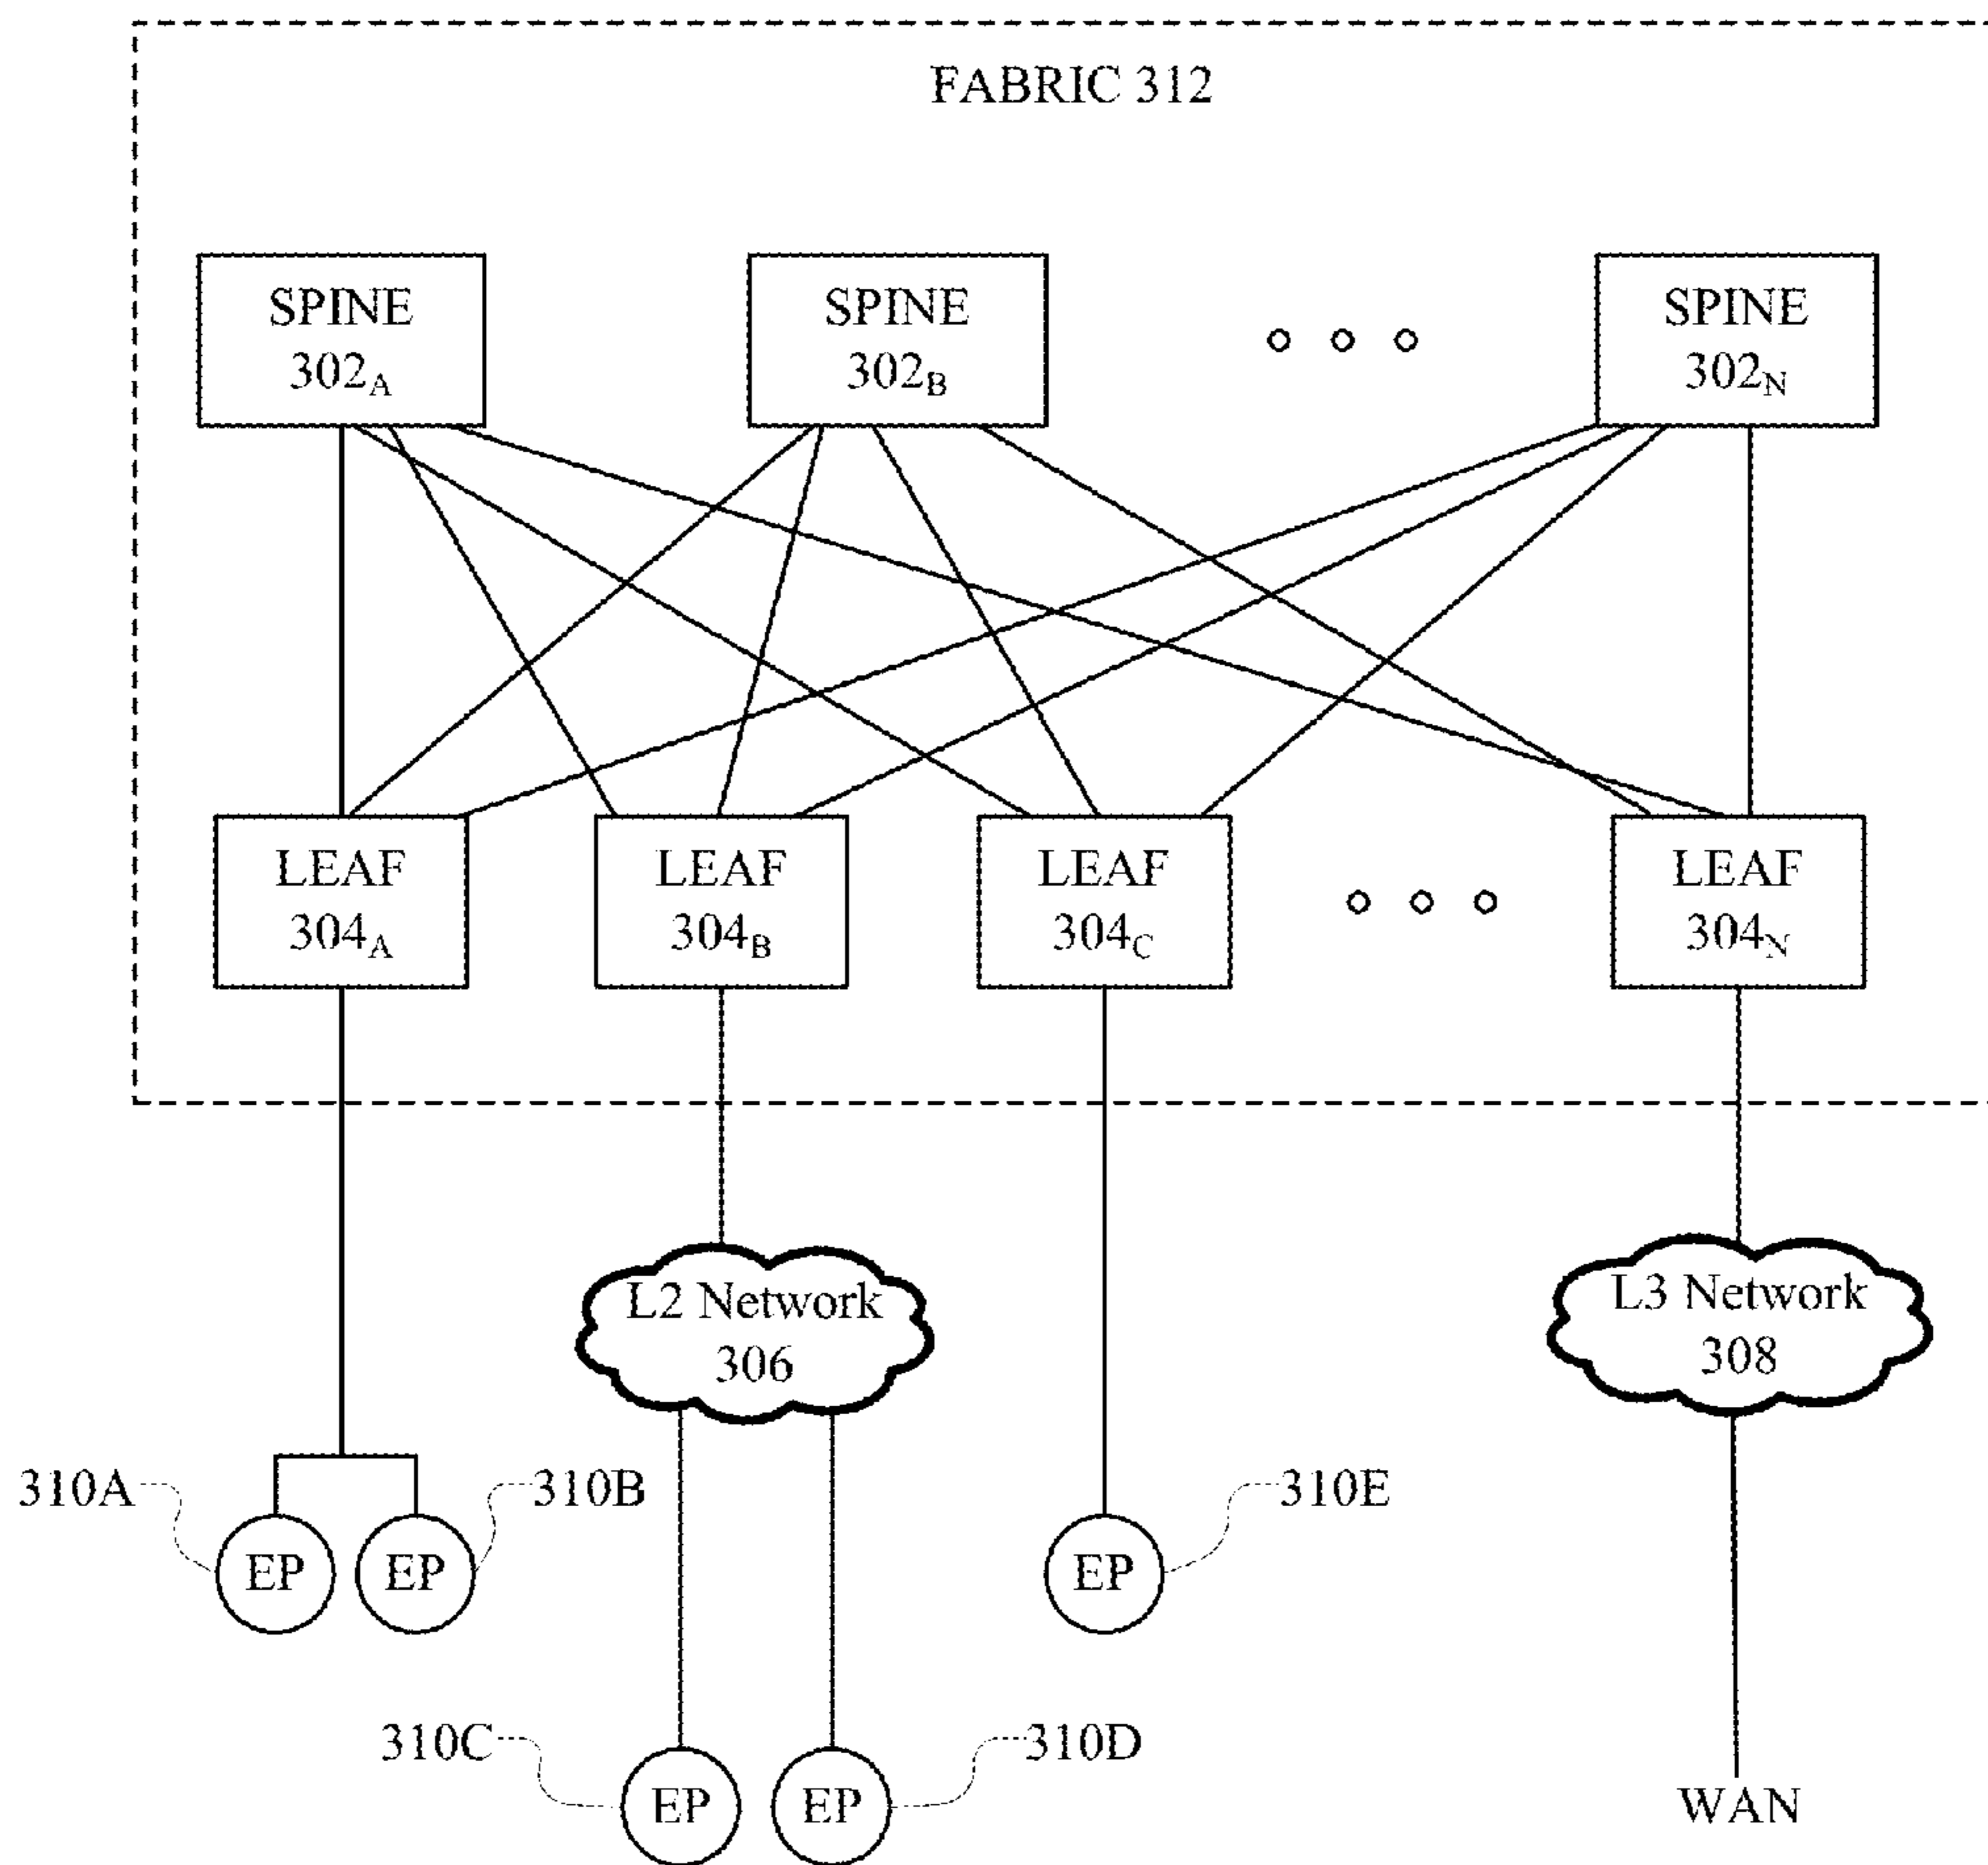 FABRIC 312
SPINE
302A
SPINE
302B
SPINE
302N
LEAF
304A
LEAF
304B
LEAF
304C
LEAF
304N
L2 Network
306
L3 Network
308
310A
310B
310E
EP
EP
EP
310C
310D
EP
EP
WAN